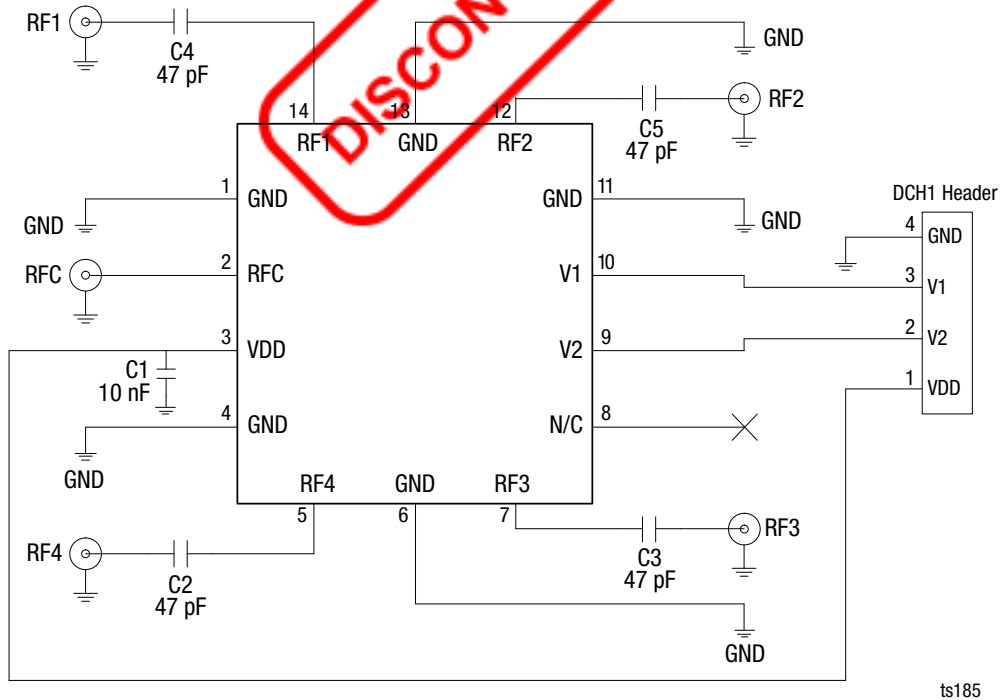 RF1
C4
47 pF
DISCON
GND
14
13
12
RF1
GND
RF2
C5
47 pF
RF2
1
GND
GND
GND
11
GND
DCH1 Header
4
GND
RFC
2
RFC
V1
10
3
V1
3
VDD
V2
9
2
V2
C1
10 nF
1
VDD
4
GND
N/C
8
GND
RF4
GND
RF3
5
6
7
RF4
C2
47 pF
C3
47 pF
RF3
GND
ts185